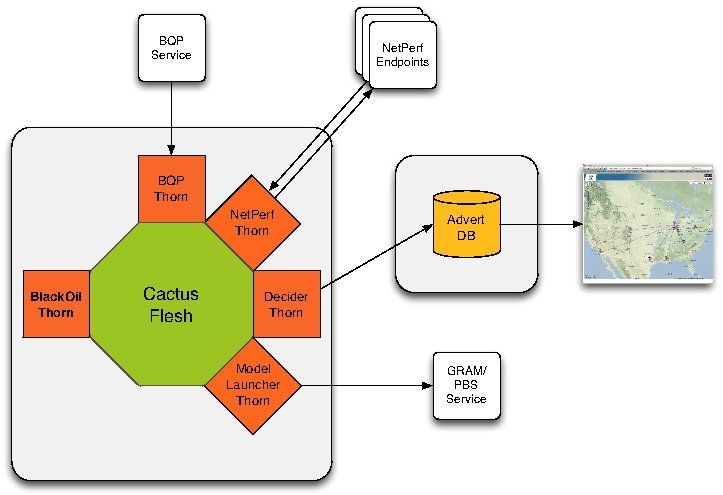 BQP
Service
NetPerf
Endpoints
BQP
Thorn
NetPerf
Thorn
Advert
DB
BlackOil
Thorn
Cactus
Flesh
Decider
Thorn
Model
Launcher
Thorn
GRAM/
PBS
Service